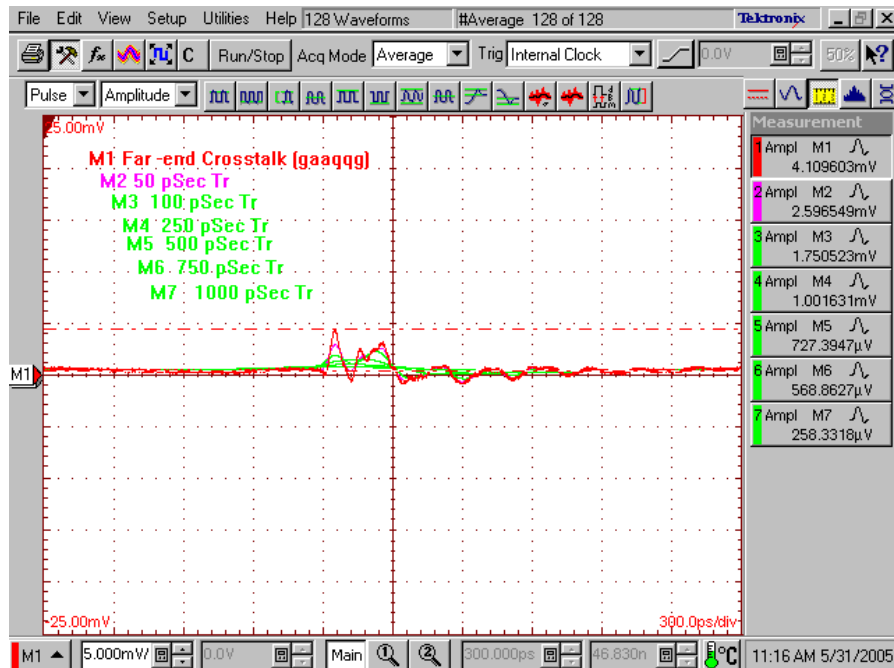 File Edit View Setup Utilities Help 128 Waveforms #Average 128 of 128 Tektronix
C Run/Stop Acq Mode Average Trig Internal Clock 0.0V 50% ?
Pulse Amplitude
25.00mV
M1 Far -end Crosstalk (gaaqqg)
M2 50 pSec Tr
M3 100 pSec Tr
M4 250 pSec Tr
M5 500 pSec Tr
M6 750 pSec Tr
M7 1000 pSec Tr
M1
-25.00mV
300.0ps/div
Measurement
1 Ampl M1
4.109603mV
2 Ampl M2
2.596549mV
3 Ampl M3
1.750523mV
4 Ampl M4
1.001631mV
5 Ampl M5
727.3947µV
6 Ampl M6
568.8627µV
7 Ampl M7
258.3318µV
M1 5.000mV/ 0.0V Main 1 2 300.000ps 46.830n °C 11:16 AM 5/31/2005